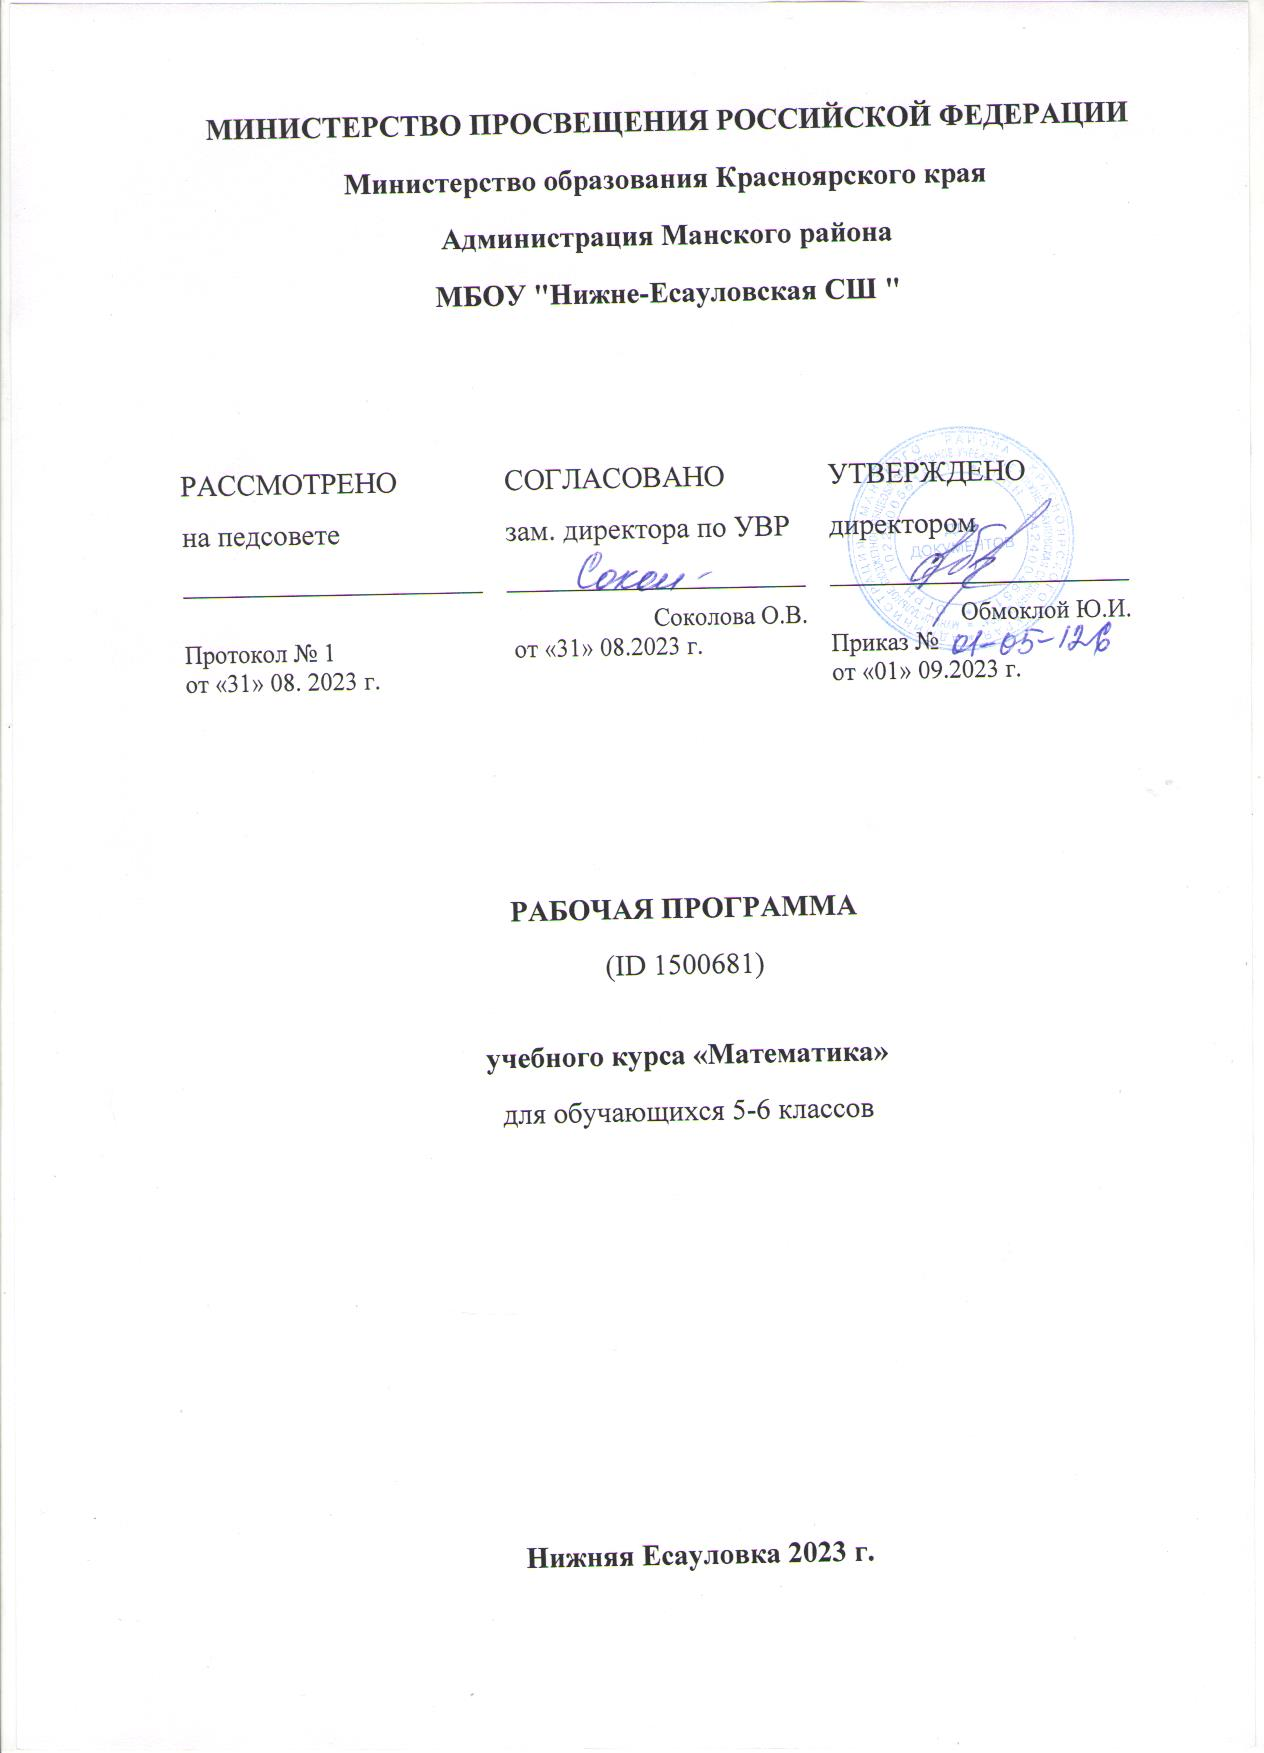 МИНИСТЕРСТВО ПРОСВЕЩЕНИЯ РОССИЙСКОЙ ФЕДЕРАЦИИ
Министерство образования Красноярского края
Администрация Манского района
МБОУ "Нижне-Есауловская СШ "
РАССМОТРЕНО
на педсовете
Протокол № 1
от «31» 08. 2023 г.
СОГЛАСОВАНО
зам. директора по УВР
Сокол
Соколова О.В.
от «31» 08.2023 г.
УТВЕРЖДЕНО
директором
ДОКУМЕНТОВ
Обмоклой Ю.И.
Приказ № 01-05-126
от «01» 09.2023 г.
РАБОЧАЯ ПРОГРАММА
(ID 1500681)
учебного курса «Математика»
для обучающихся 5-6 классов
Нижняя Есауловка 2023 г.